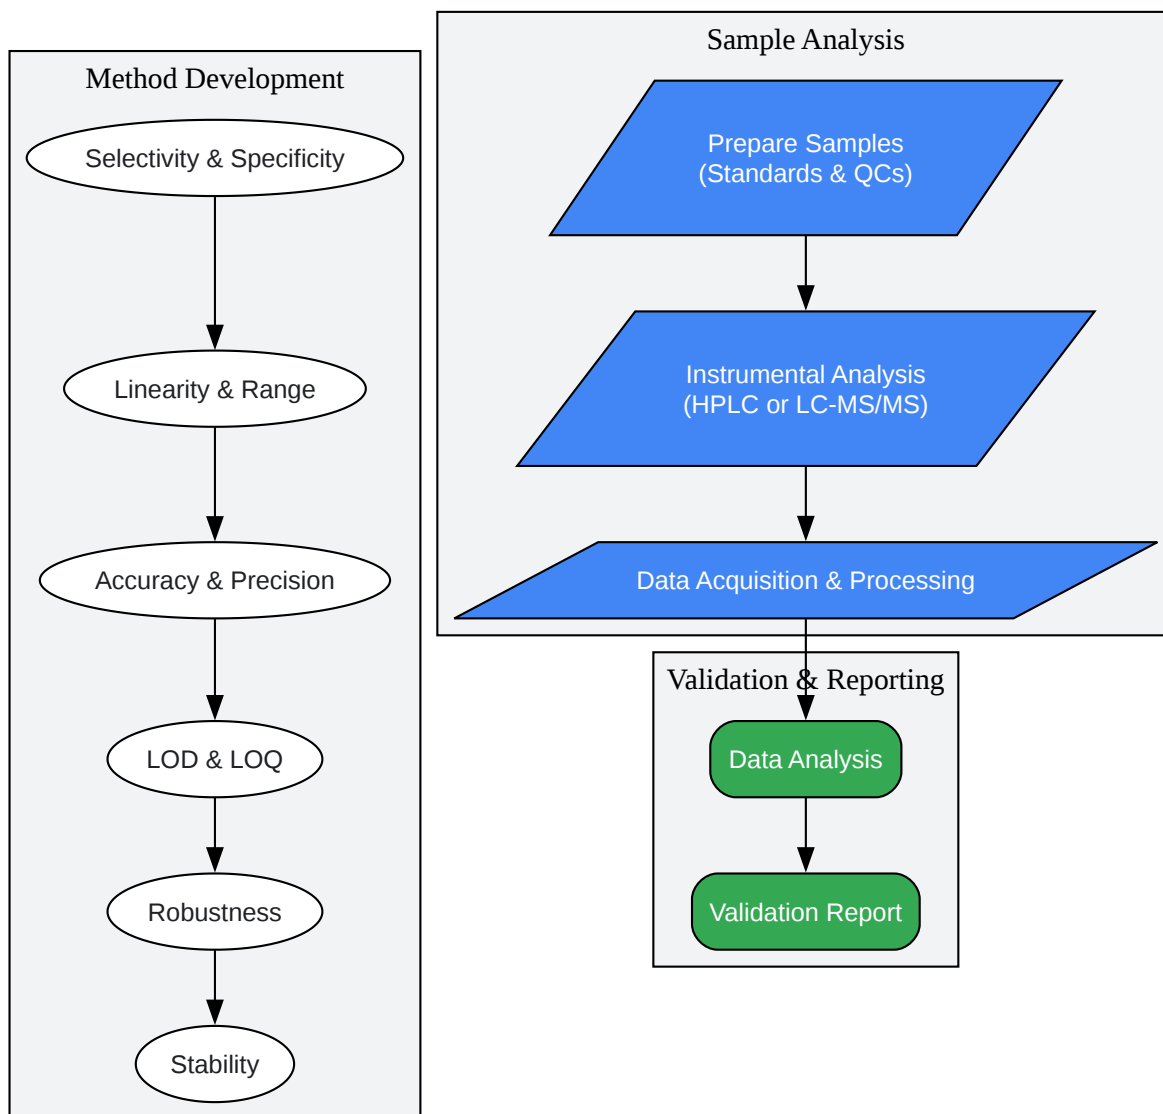 Method Development
Selectivity & Specificity
Linearity & Range
Accuracy & Precision
LOD & LOQ
Robustness
Stability
Sample Analysis
Prepare Samples
(Standards & QCs)
Instrumental Analysis
(HPLC or LC-MS/MS)
Data Acquisition & Processing
Validation & Reporting
Data Analysis
Validation Report